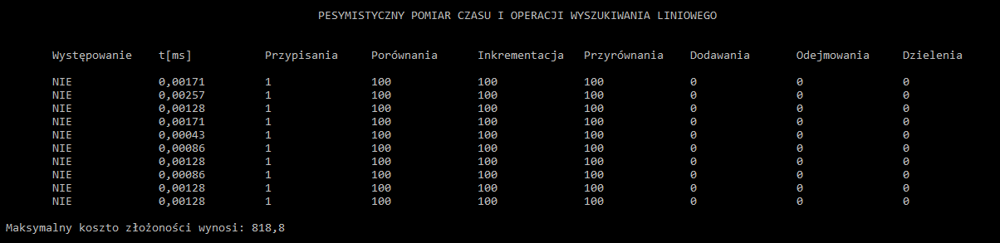 PESYMISTYCZNY POMIAR CZASU I OPERACJI WYSZUKIWANIA LINIOWEGO
Występowanie t[ms] Przypisania Porównania Inkrementacja Przyrównania Dodawania Odejmowania Dzielenia
NIE 0,00171 1 100 100 100 0 0 0
NIE 0,00257 1 100 100 100 0 0 0
NIE 0,00128 1 100 100 100 0 0 0
NIE 0,00171 1 100 100 100 0 0 0
NIE 0,00043 1 100 100 100 0 0 0
NIE 0,00086 1 100 100 100 0 0 0
NIE 0,00128 1 100 100 100 0 0 0
NIE 0,00086 1 100 100 100 0 0 0
NIE 0,00128 1 100 100 100 0 0 0
NIE 0,00128 1 100 100 100 0 0 0
Maksymalny koszto złożoności wynosi: 818,8